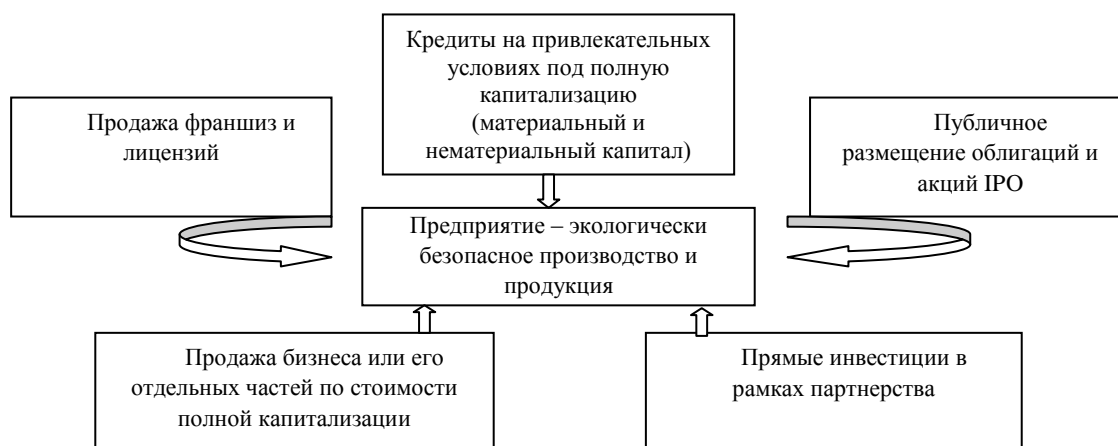 Кредиты на привлекательных
условиях под полную
капитализацию
(материальный и
нематериальный капитал)
Продажа франшиз и
лицензий
Публичное
размещение облигаций и
акций IPO
Предприятие – экологически
безопасное производство и
продукция
Продажа бизнеса или его
отдельных частей по стоимости
полной капитализации
Прямые инвестиции в
рамках партнерства